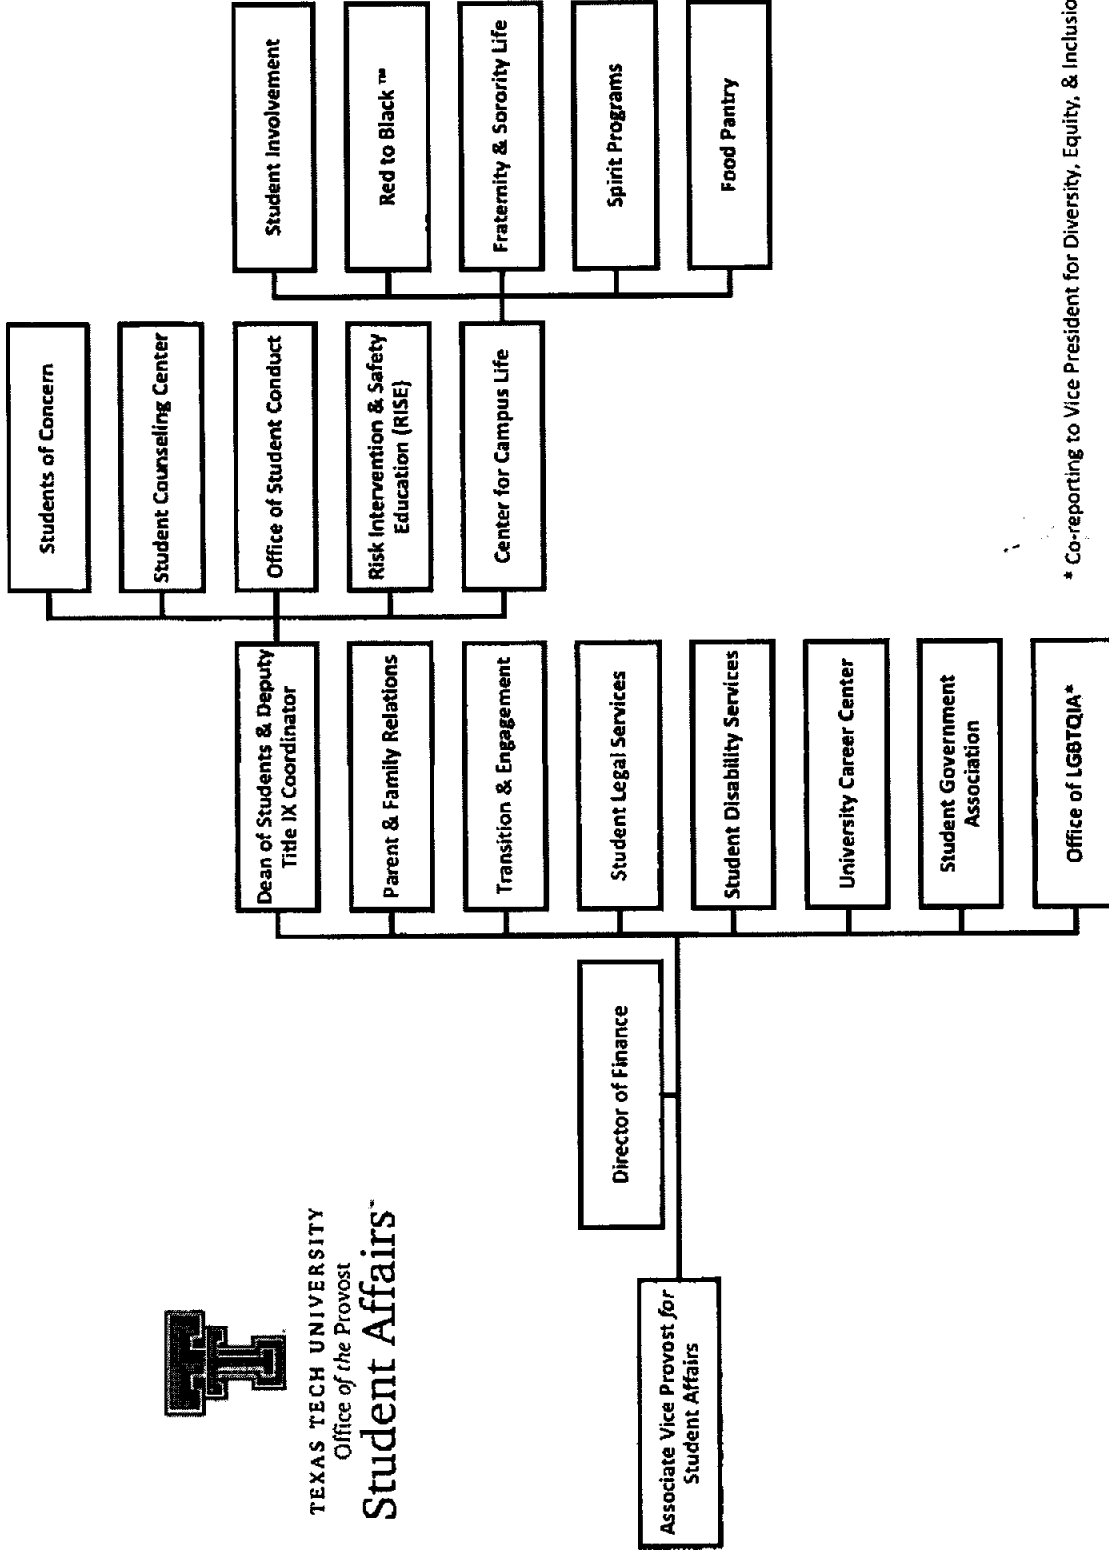 TEXAS TECH UNIVERSITY
Office of the Provost
Student Affairs™
Associate Vice Provost for
Student Affairs
Director of Finance
Dean of Students & Deputy
Title IX Coordinator
Parent & Family Relations
Transition & Engagement
Student Legal Services
Student Disability Services
University Career Center
Student Government
Association
Office of LGBTQIA*
Students of Concern
Student Counseling Center
Office of Student Conduct
Risk Intervention & Safety
Education (RISE)
Center for Campus Life
Student Involvement
Red to Black ™
Fraternity & Sorority Life
Spirit Programs
Food Pantry
* Co-reporting to Vice President for Diversity, Equity, & Inclusio